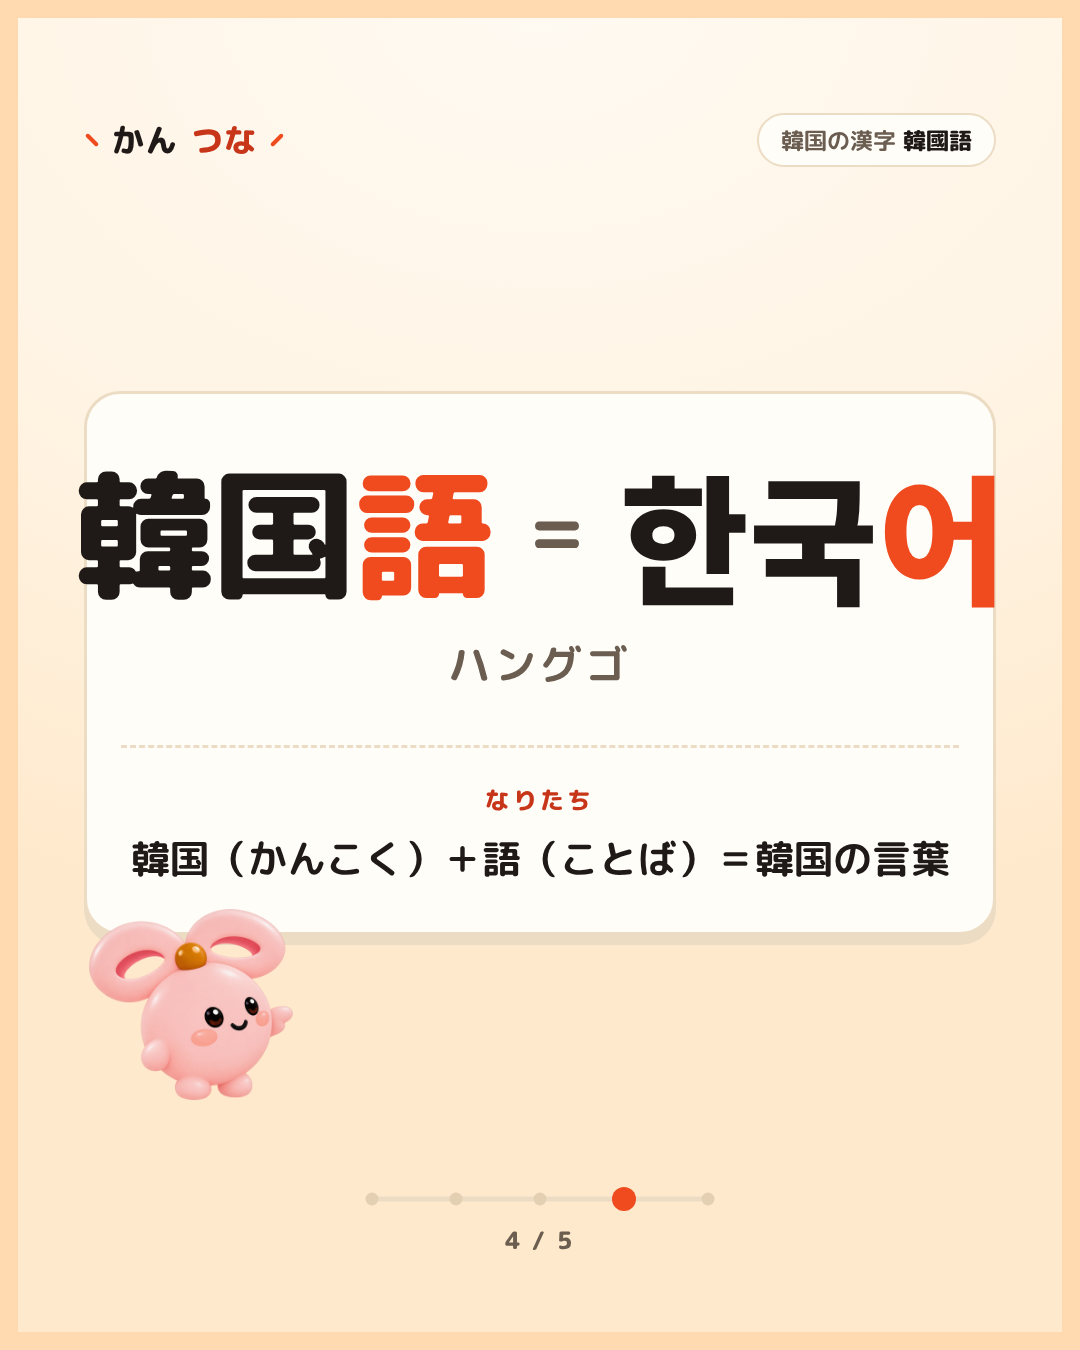 かん つな
韓国の漢字 韓國語
韓国語 = 한국어
ハングゴ
なりたち
韓国（かんこく）＋語（ことば）＝韓国の言葉
4 / 5